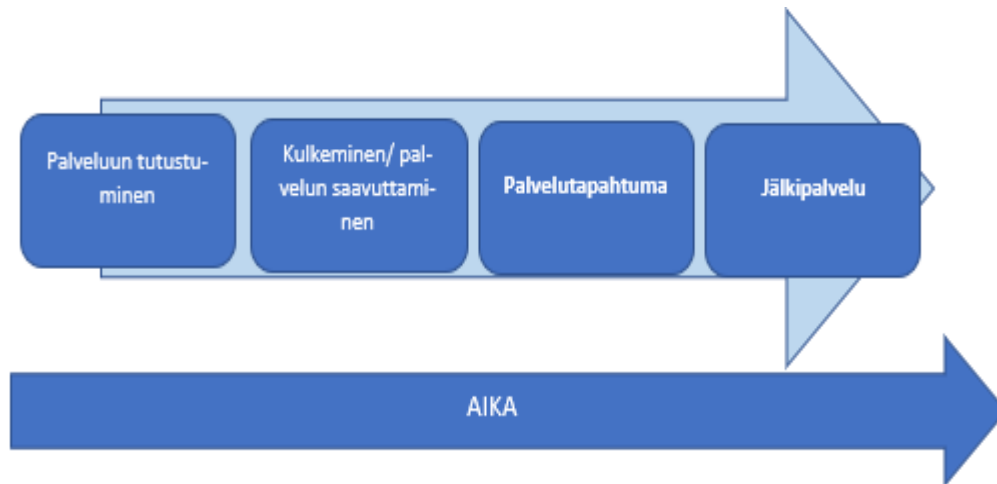 Palveluun tutustu-
minen
Kulkeminen/ pal-
velun saavuttami-
nen
Palvelutapahtuma
Jälkipalvelu
AIKA